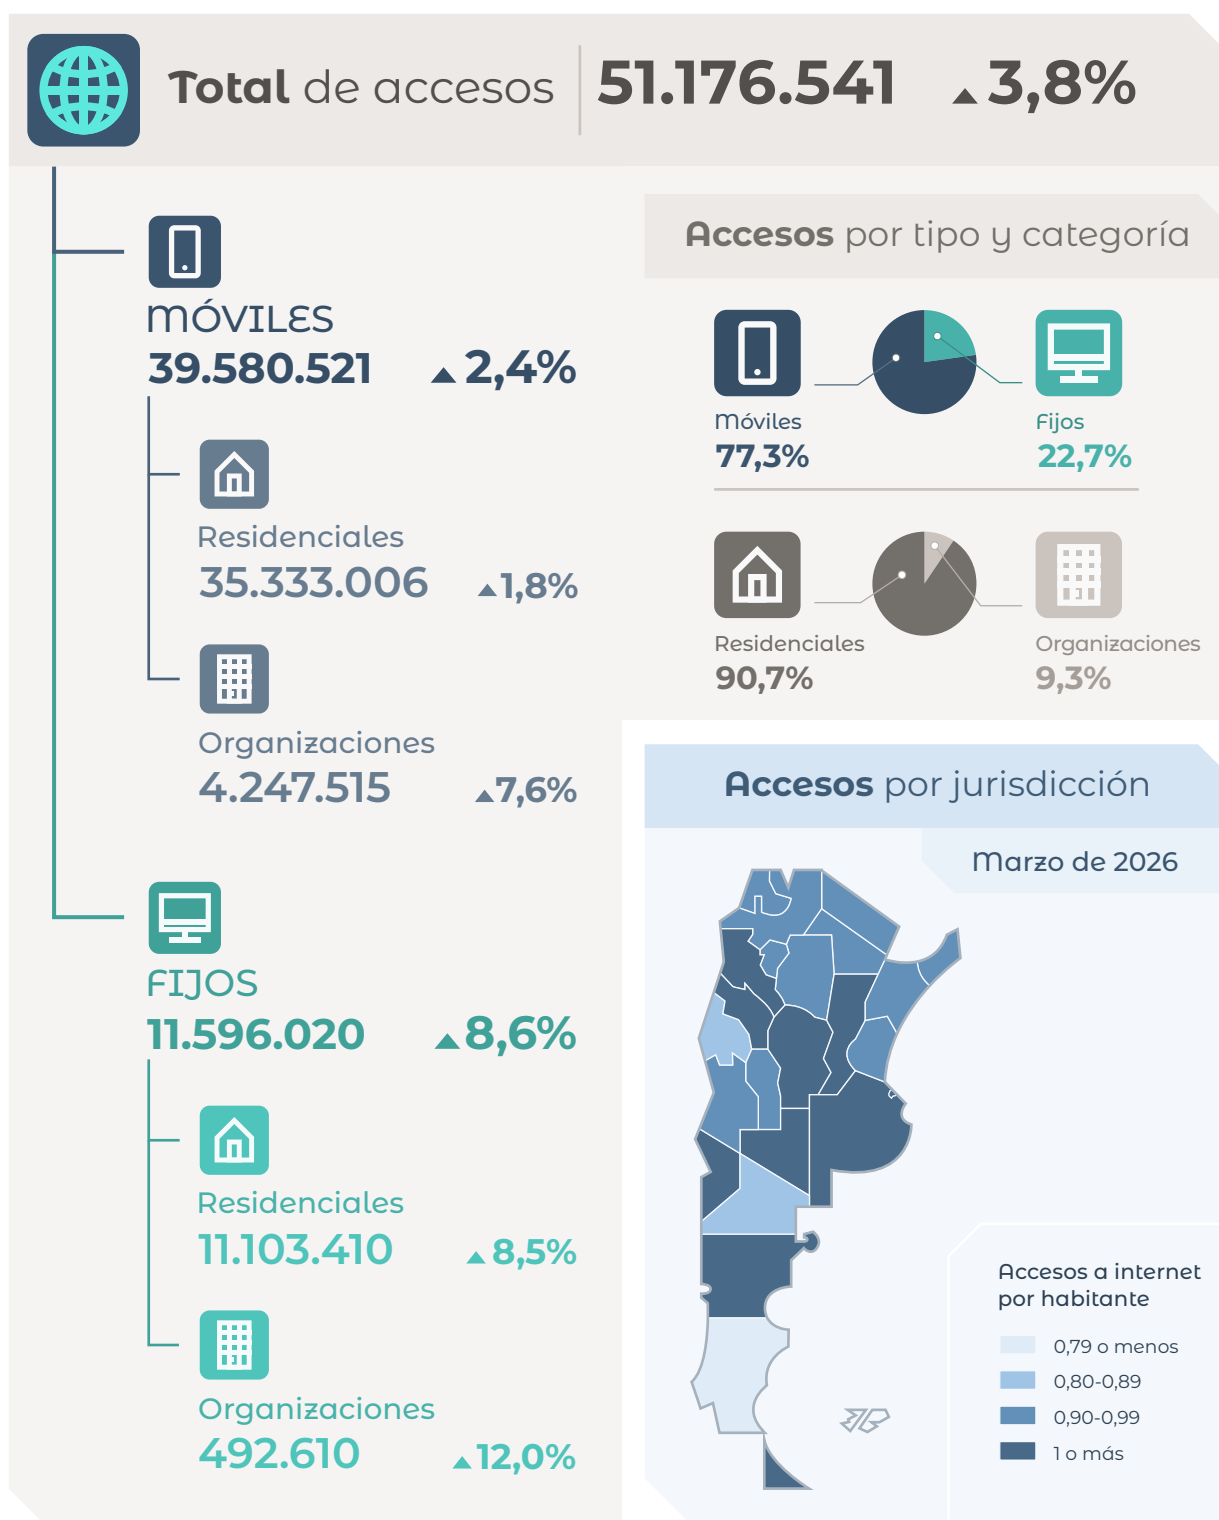 Total de accesos 51.176.541 3,8%
MÓVILES
39.580.521 2,4%
Residenciales
35.333.006 1,8%
Organizaciones
4.247.515 7,6%
FIJOS
11.596.020 8,6%
Residenciales
11.103.410 8,5%
Organizaciones
492.610 12,0%
Accesos por tipo y categoría
Móviles Fijos
77,3% 22,7%
Residenciales Organizaciones
90,7% 9,3%
Accesos por jurisdicción
Marzo de 2026
Accesos a internet
por habitante
0,79 o menos
0,80-0,89
0,90-0,99
1 o más